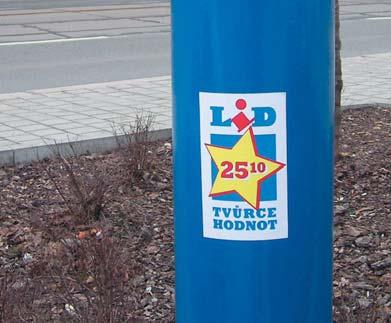 LiD
25¹⁰
TVŮRCE
HODNOT